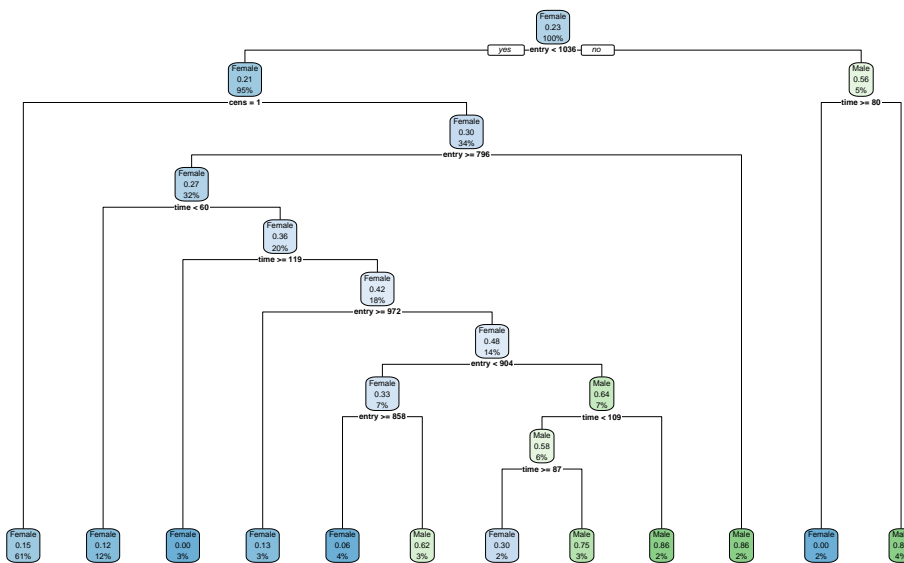 Female
0.23
100%
yes
entry < 1036
no
Female
0.21
95%
Male
0.56
5%
cens = 1
time >= 80
Female
0.30
34%
entry >= 796
Female
0.27
32%
time < 60
Female
0.36
20%
time >= 119
Female
0.42
18%
entry >= 972
Female
0.48
14%
entry < 904
Female
0.33
7%
Male
0.64
7%
entry >= 858
time < 109
Male
0.58
6%
time >= 87
Female
0.15
61%
Female
0.12
12%
Female
0.00
3%
Female
0.13
3%
Female
0.06
4%
Male
0.62
3%
Female
0.30
2%
Male
0.75
3%
Male
0.86
2%
Male
0.86
2%
Female
0.00
2%
4%